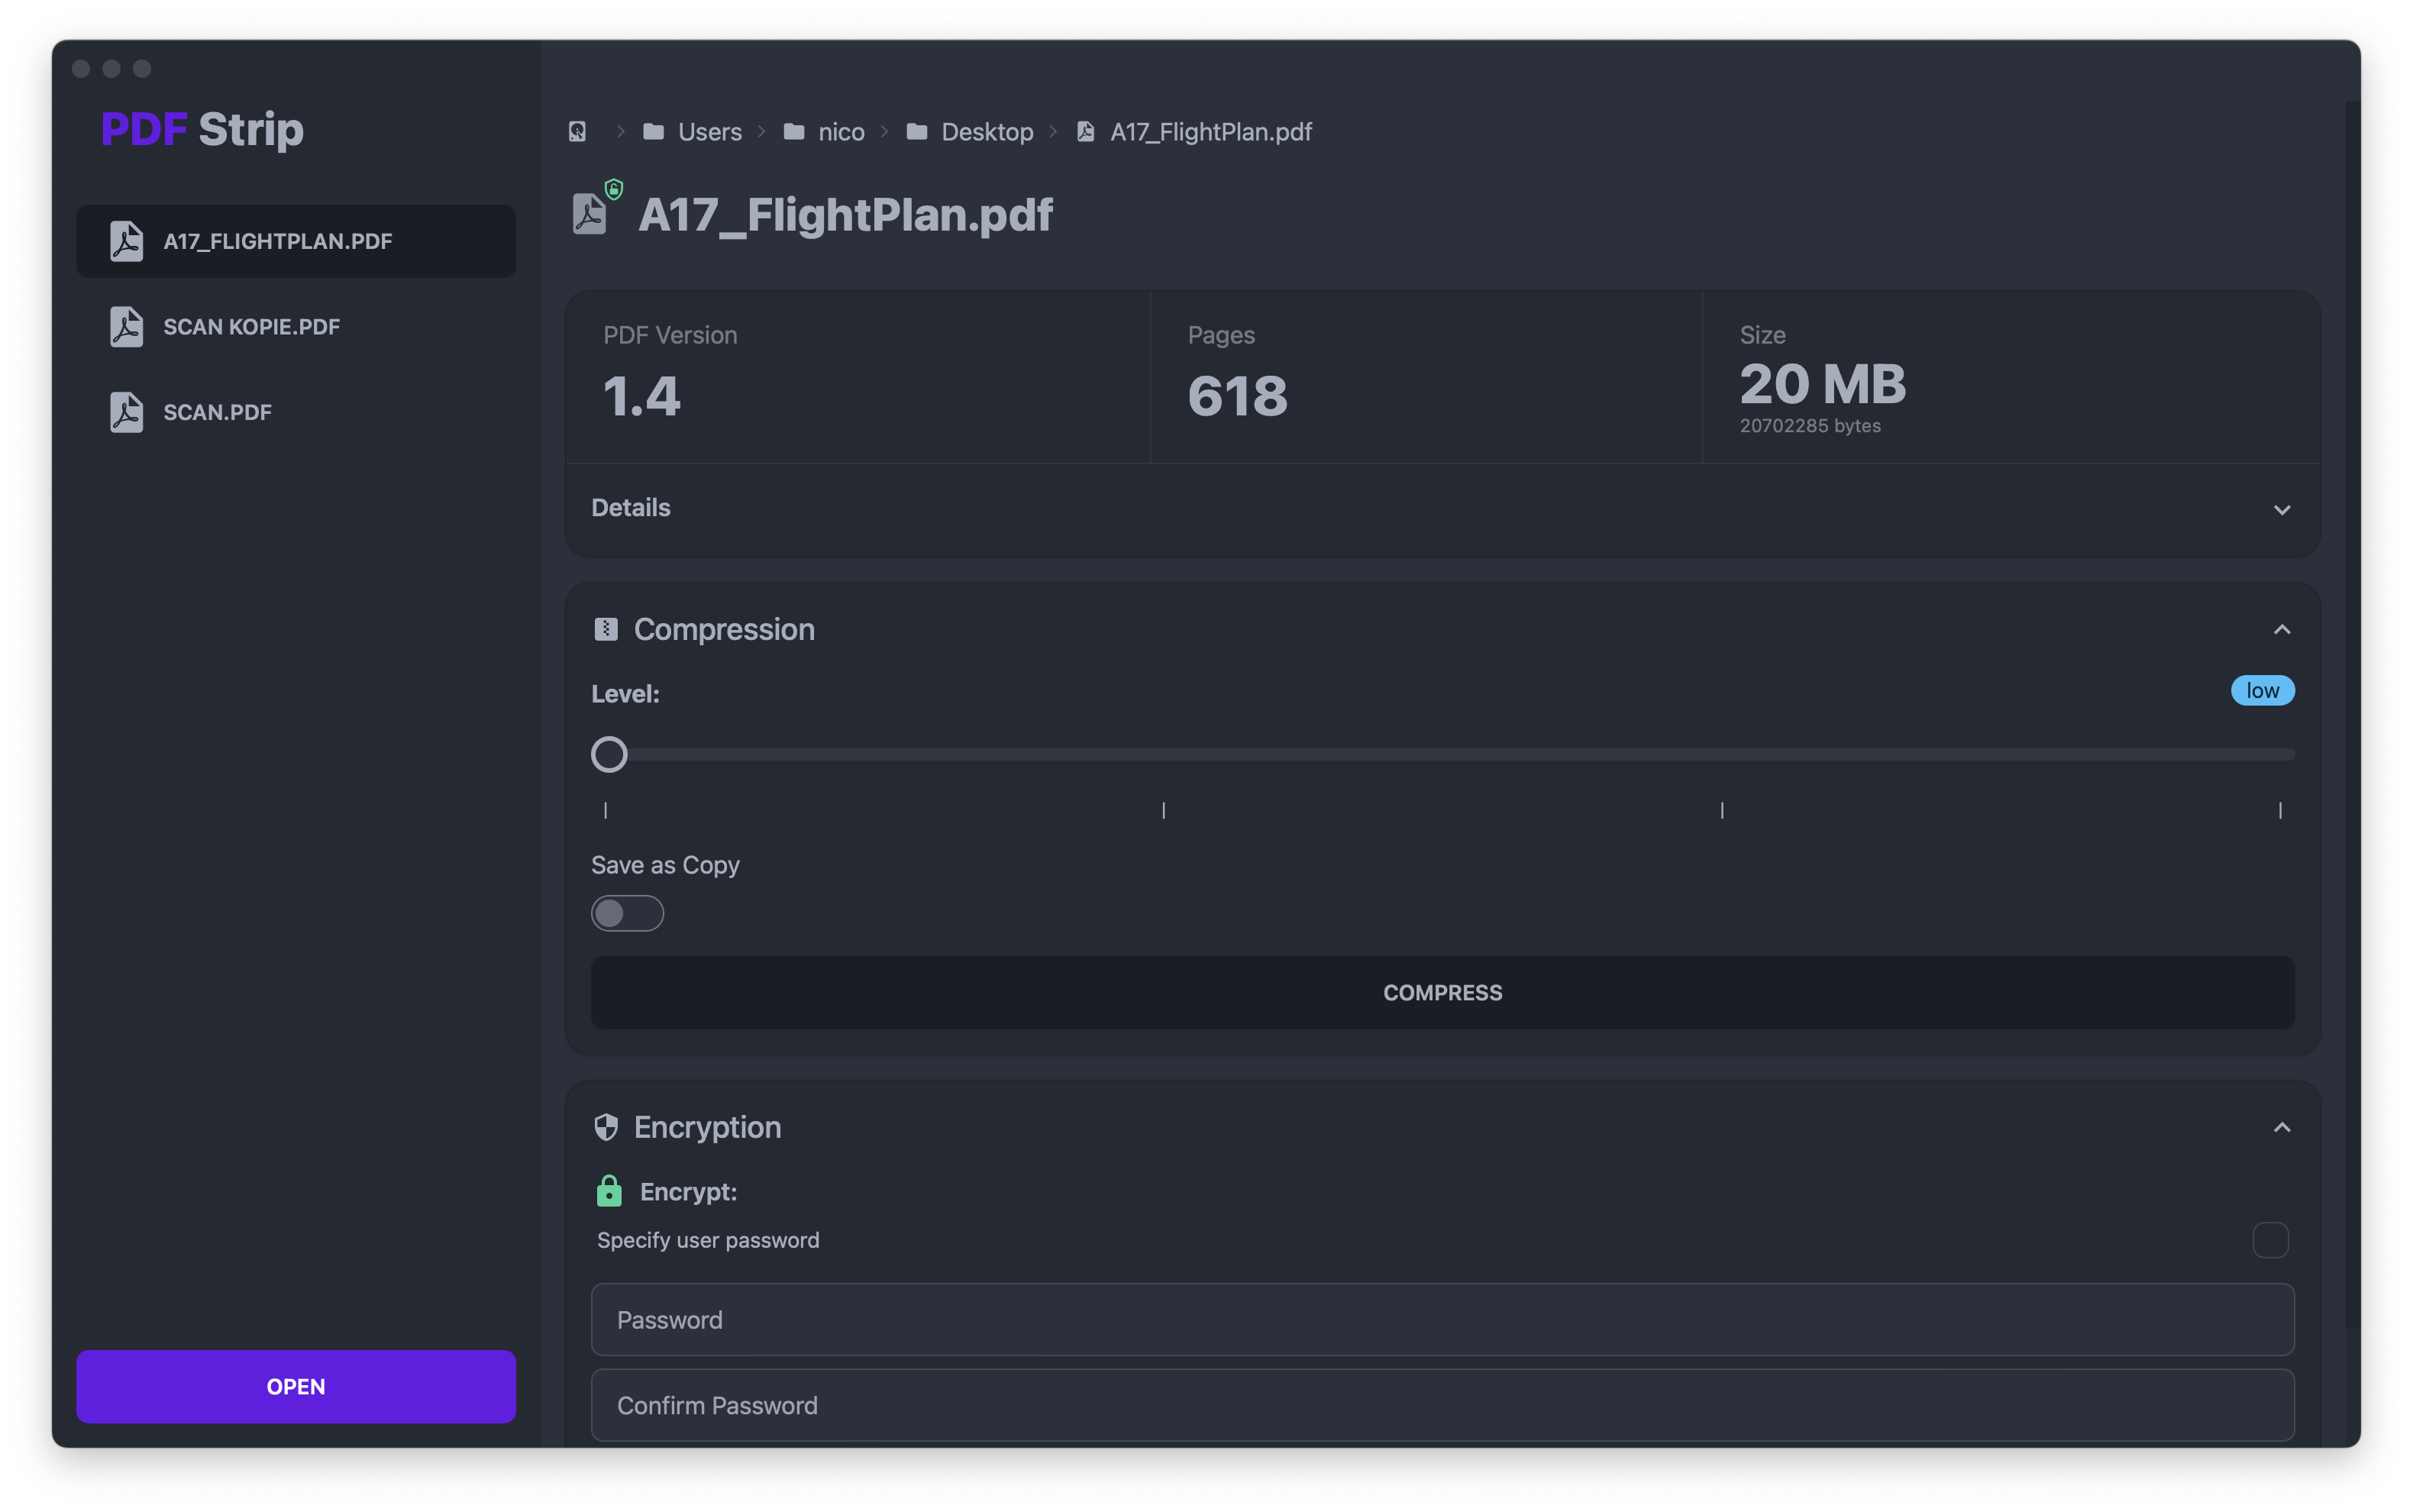 PDF Strip
A17_FLIGHTPLAN.PDF
SCAN KOPIE.PDF
SCAN.PDF
OPEN
Users > nico > Desktop > A17_FlightPlan.pdf
A17_FlightPlan.pdf
PDF Version
1.4
Pages
618
Size
20 MB
20702285 bytes
Details
Compression
Level:
low
Save as Copy
COMPRESS
Encryption
Encrypt:
Specify user password
Password
Confirm Password